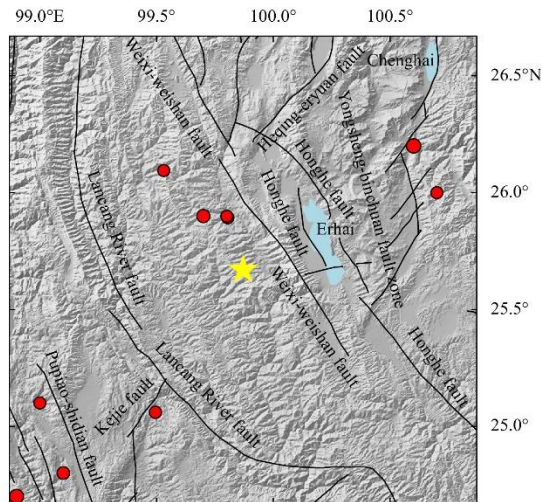 99.0°E
99.5°
100.0°
100.5°
26.5°N
26.0°
25.5°
25.0°
Chenghai
Weixi-weishan fault
Heqing-eryuan fault
Yongsheng-binchuan fault zone
Honghe fault
Honghe fault
Lancang River fault
Erhai
Weixi-weishan fault
Honghe fault
Lancang River fault
Kejie fault
Pupiao-shidian fault